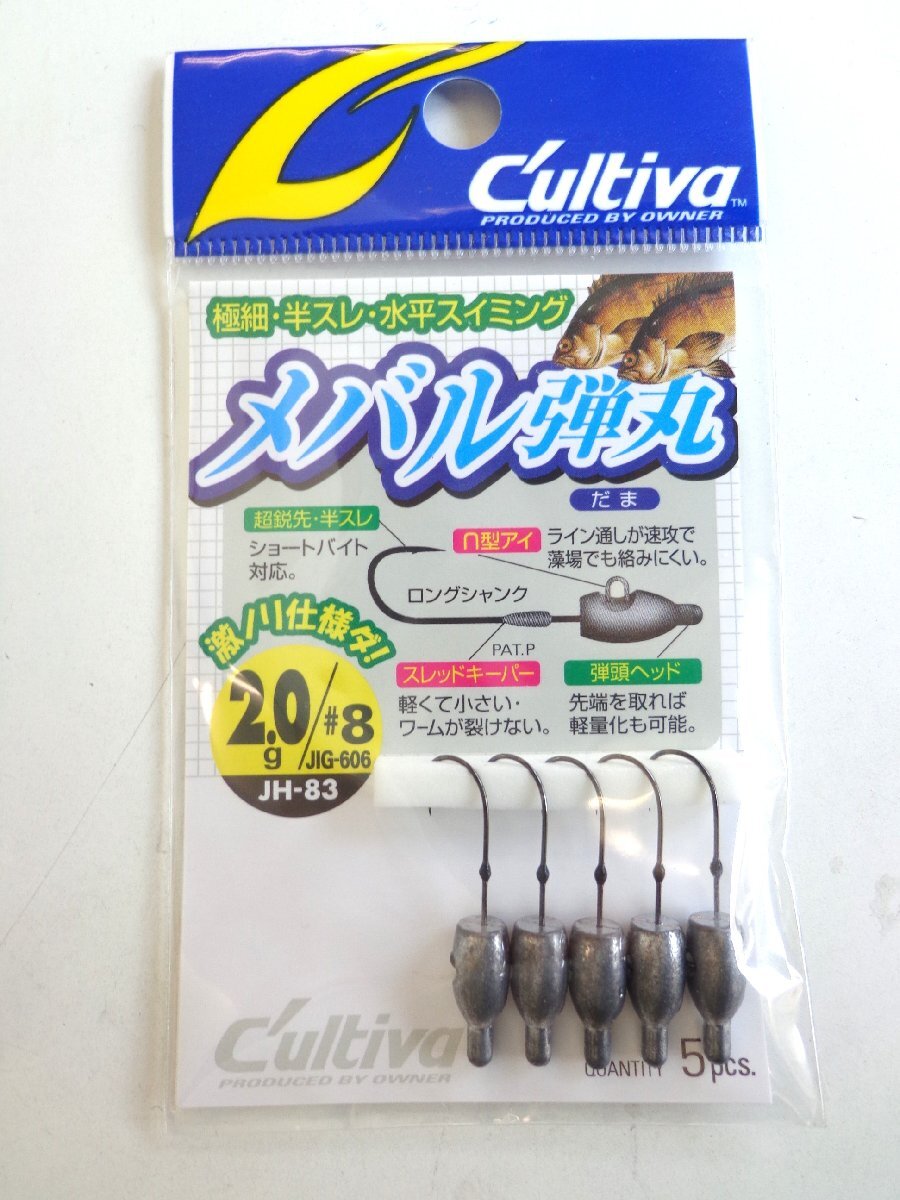 C'ultiva™
PRODUCED BY OWNER
極細・半スレ・水平スイミング
メバル弾丸
だま
超鋭先・半スレ
ショートバイト
対応。
∩型アイ
ライン通しが速攻で
藻場でも絡みにくい。
ロングシャンク
PAT.P
スレッドキーパー
軽くて小さい・
ワームが裂けない。
弾頭ヘッド
先端を取れば
軽量化も可能。
激ノリ仕様ダ!
2.0g/#8
JIG-606
JH-83
C'ultiva
PRODUCED BY OWNER
QUANTITY 5pcs.